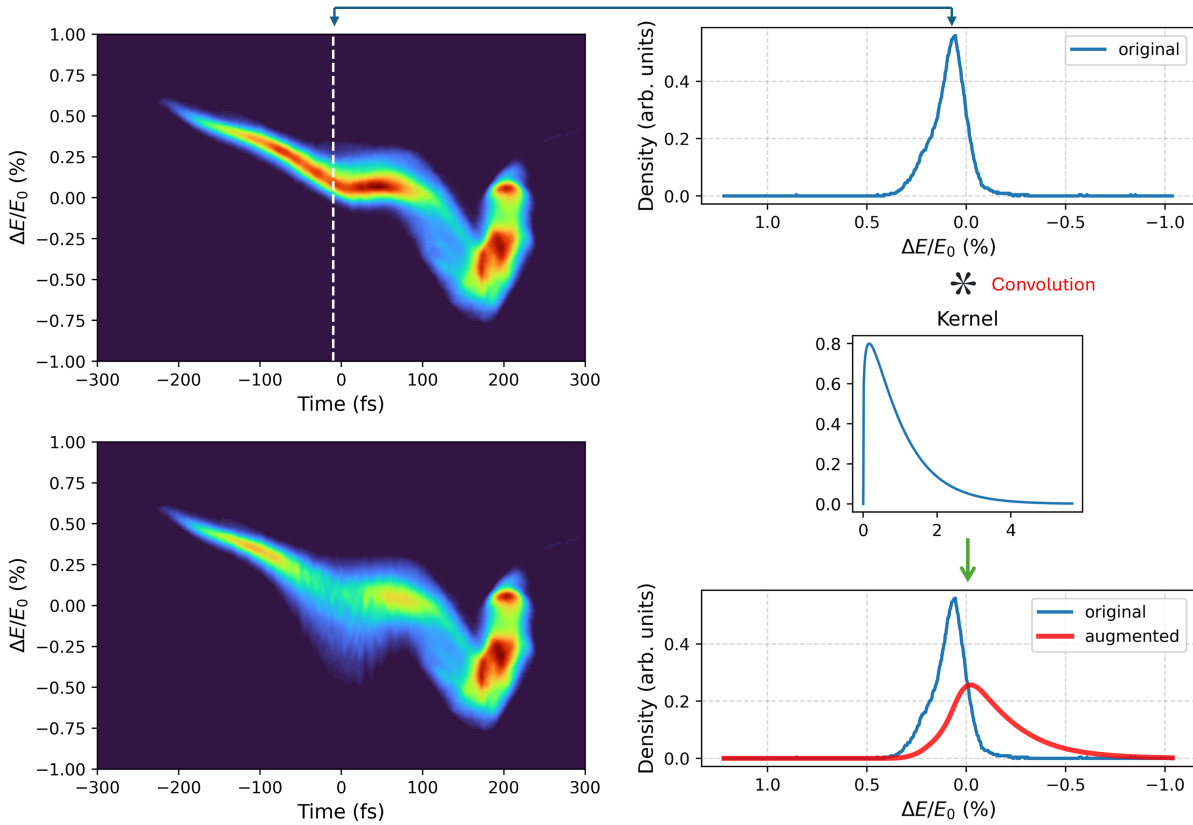 1.00
0.75
0.50
0.25
0.00
−0.25
−0.50
−0.75
−1.00
ΔE/E₀ (%)
−300 −200 −100 0 100 200 300
Time (fs)
original
0.4
0.2
0.0
Density (arb. units)
1.0 0.5 0.0 −0.5 −1.0
ΔE/E₀ (%)
* Convolution
Kernel
0.8
0.6
0.4
0.2
0.0
0 2 4
1.00
0.75
0.50
0.25
0.00
−0.25
−0.50
−0.75
−1.00
ΔE/E₀ (%)
−300 −200 −100 0 100 200 300
Time (fs)
original
augmented
0.4
0.2
0.0
Density (arb. units)
1.0 0.5 0.0 −0.5 −1.0
ΔE/E₀ (%)